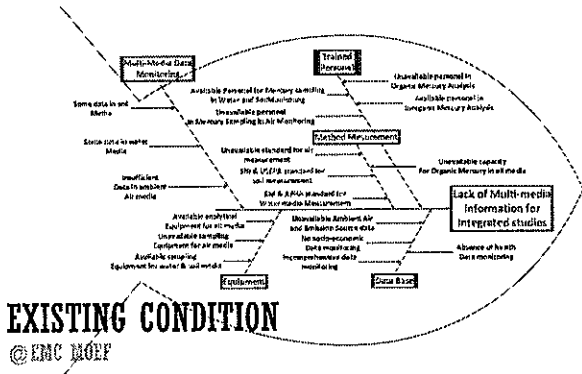 Multi-Media Data
Monitoring
Trained
Personel
Some data in soil
Media
Some data in water
Media
Insufficient
Data in ambient
Air media
Available Personel for Mercury sampling
in Water and Soil Monitoring
Unavailable personel
in Mercury Sampling in Air Monitoring
Unavailable personel in
Organic Mercury Analysis
Available personel in
Inorganic Mercury Analysis
Method Mesurement
Unavailable standard for air
measurement
SNI & USEPA standard for
soil measurement
SNI & APHA standard for
Water media Measurement
Unavailable capacity
For Organic Mercury in all media
Lack of Multi-media
Information for
Integrated studies
Available analytical
Equipment for all media
Unavailable sampling
Equipment for air media
Available sampling
Equipment for water & soil media
Equipment
Unavailable Ambient Air
and Emission Source data
No socio-economic
Data monitoring
Incomprehensive data
monitoring
Absence of health
Data monitoring
Data Base
EXISTING CONDITION
@EMC MOEF